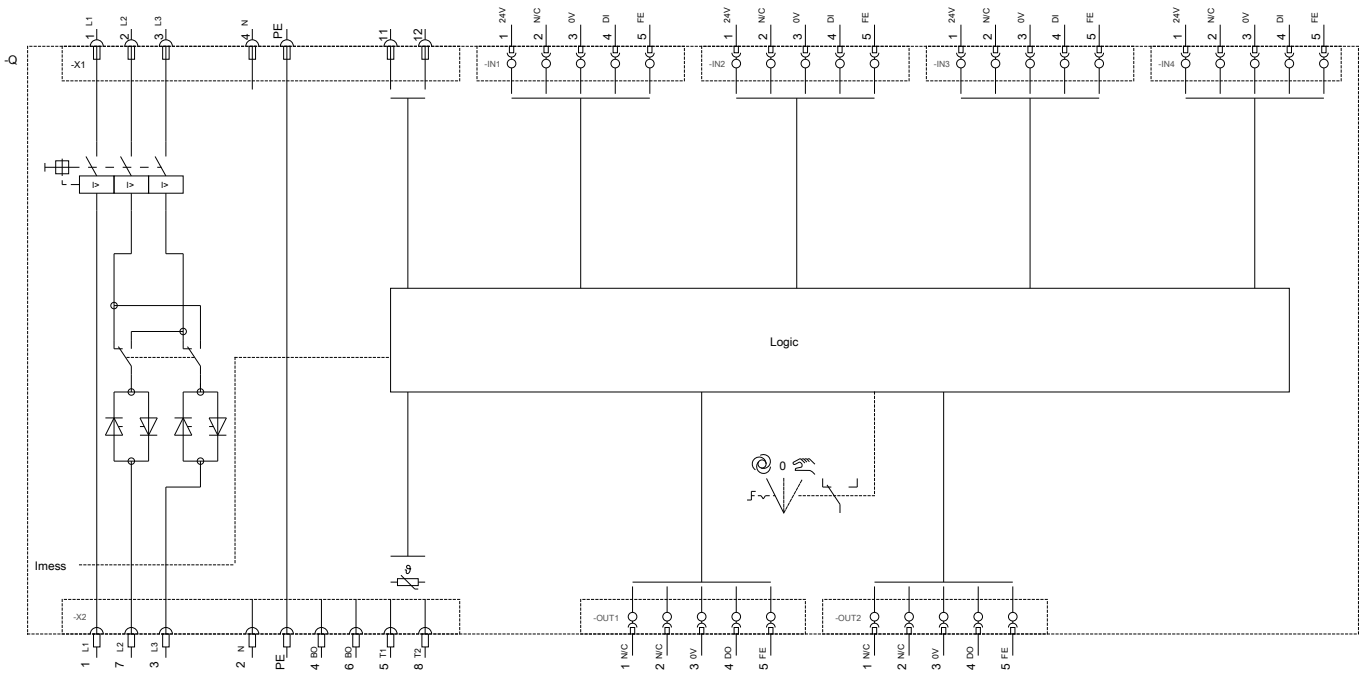 -Q
L1 L2 L3 N PE
1 2 3 4 11 12
-X1
24V N/C 0V DI FE
1 2 3 4 5
-IN1
24V N/C 0V DI FE
1 2 3 4 5
-IN2
24V N/C 0V DI FE
1 2 3 4 5
-IN3
24V N/C 0V DI FE
1 2 3 4 5
-IN4
I> I> I>
Logic
0
Imess
ϑ
-X2
1 L1
7 L2
3 L3
2 N
PE
4 BO
6 BO
5 T1
8 T2
-OUT1
1 N/C
2 N/C
3 0V
4 DO
5 FE
-OUT2
1 N/C
2 N/C
3 0V
4 DO
5 FE